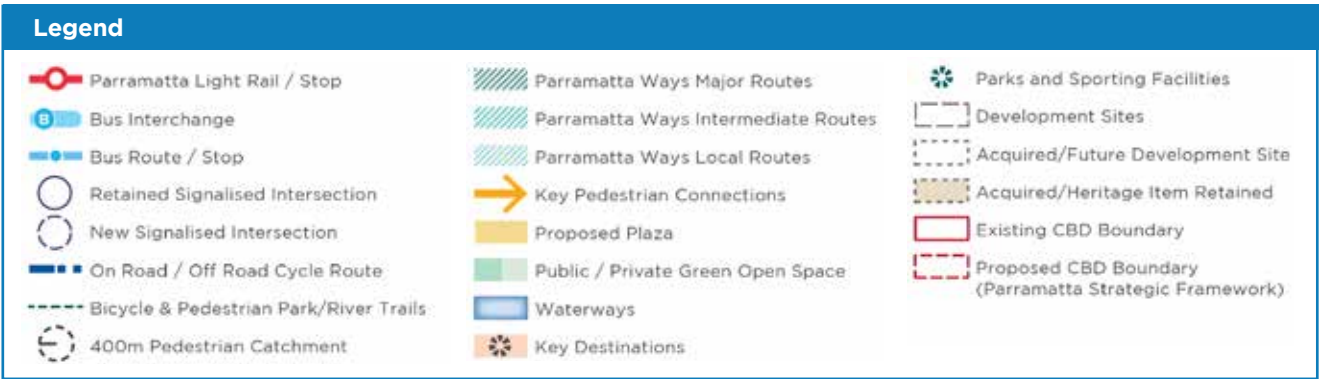 Legend
Parramatta Light Rail / Stop
B Bus Interchange
Bus Route / Stop
Retained Signalised Intersection
New Signalised Intersection
On Road / Off Road Cycle Route
Bicycle & Pedestrian Park/River Trails
400m Pedestrian Catchment
Parramatta Ways Major Routes
Parramatta Ways Intermediate Routes
Parramatta Ways Local Routes
Key Pedestrian Connections
Proposed Plaza
Public / Private Green Open Space
Waterways
Key Destinations
Parks and Sporting Facilities
Development Sites
Acquired/Future Development Site
Acquired/Heritage Item Retained
Existing CBD Boundary
Proposed CBD Boundary
(Parramatta Strategic Framework)